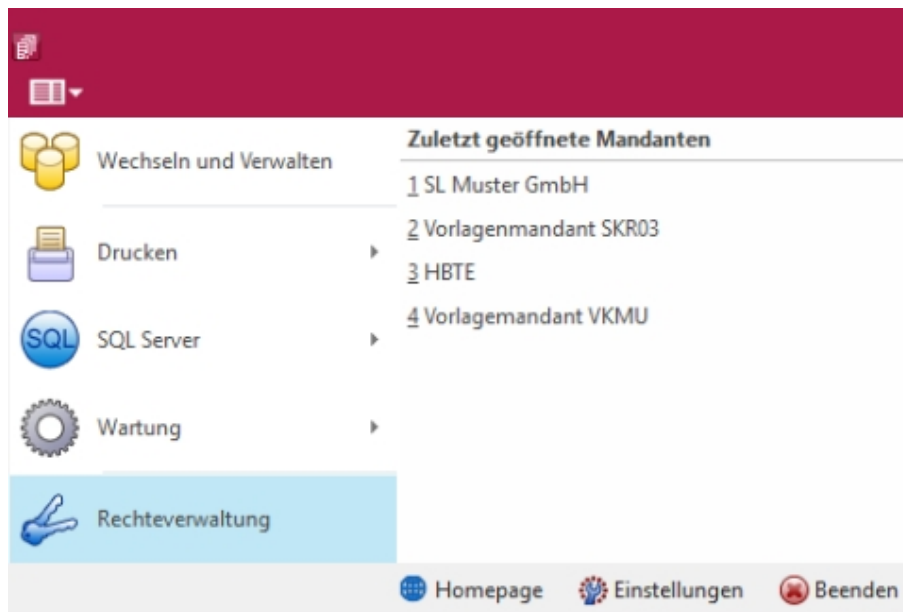 Wechseln und Verwalten
Drucken
SQL
SQL Server
Wartung
Rechteverwaltung
Zuletzt geöffnete Mandanten
1 SL Muster GmbH
2 Vorlagenmandant SKR03
3 HBTE
4 Vorlagemandant VKMU
Homepage Einstellungen Beenden